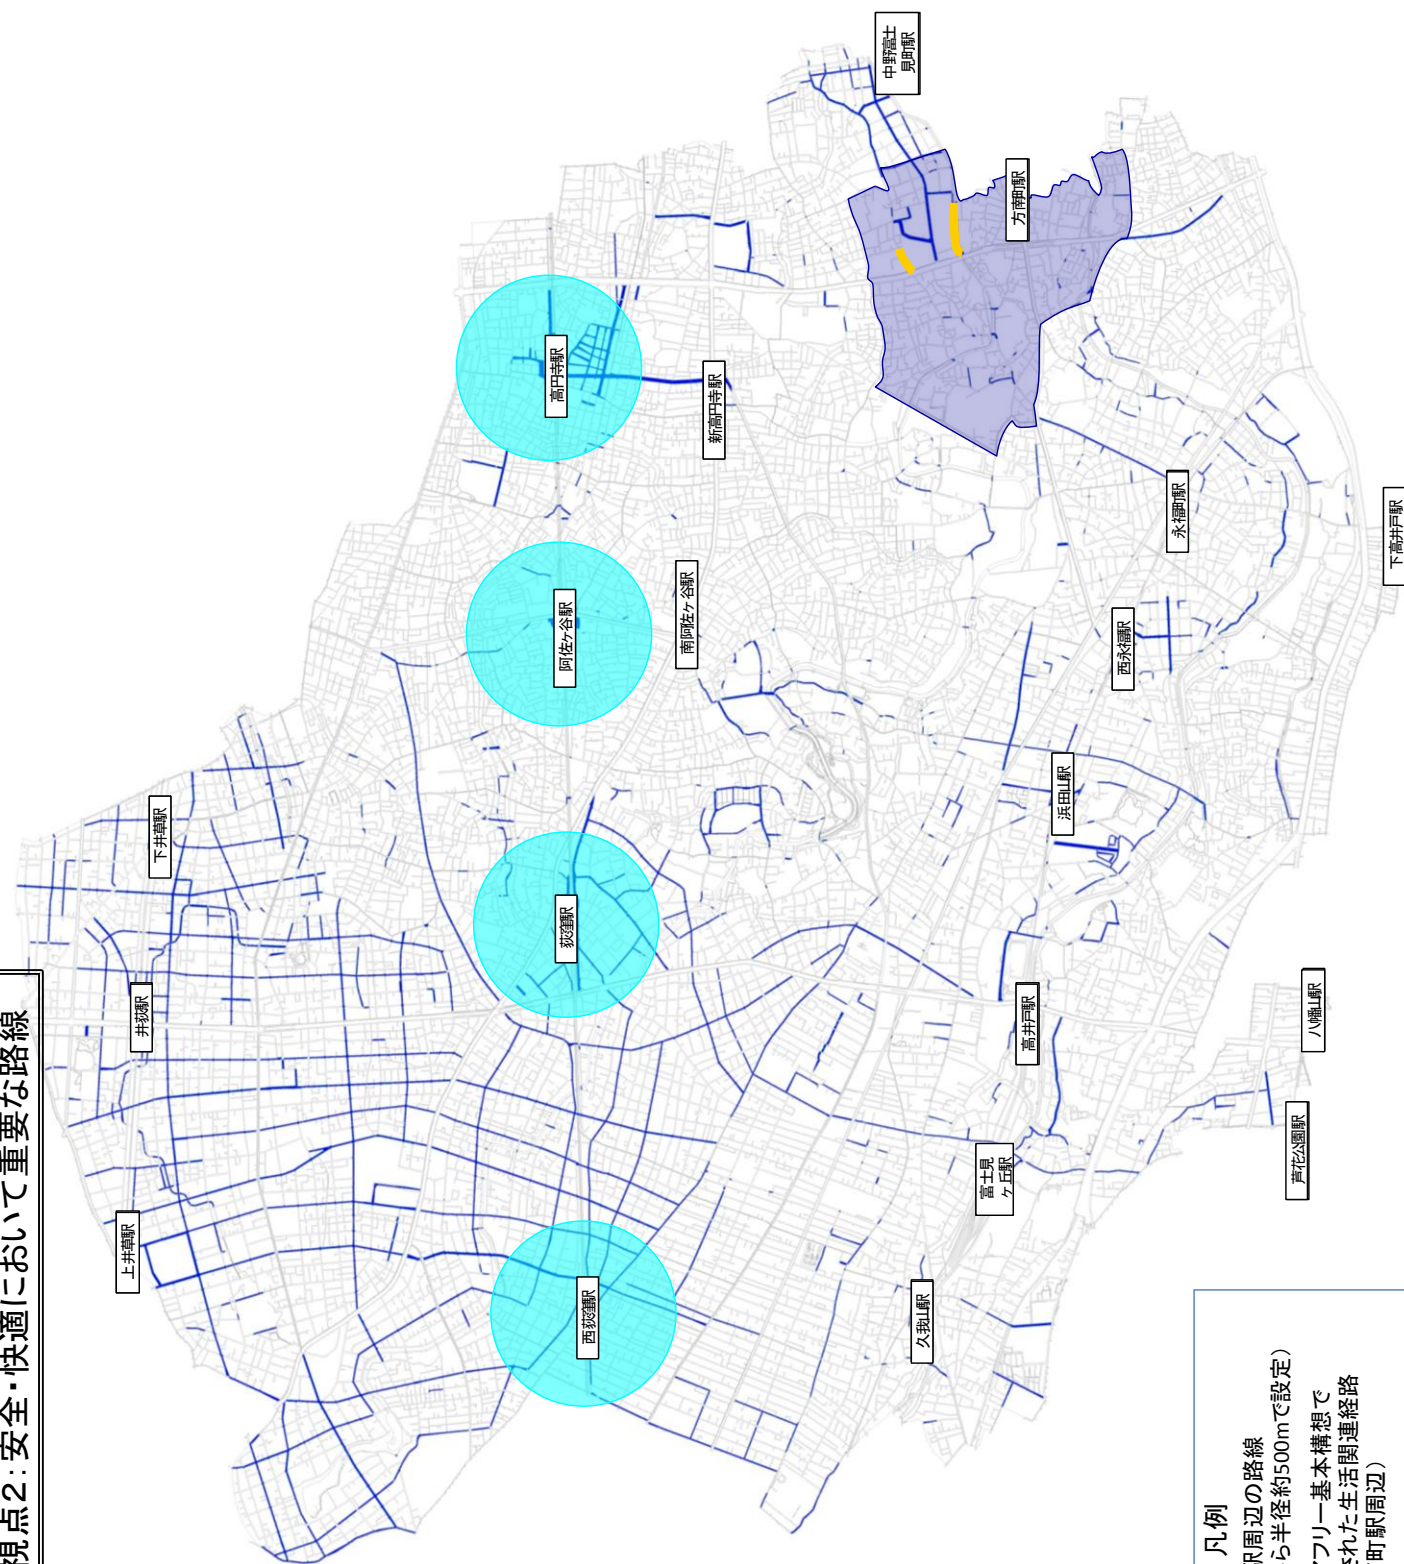 視点2:安全・快適において重要な路線
中野富士
見町駅
方南町駅
高円寺駅
新高円寺駅
永福町駅
下高井戸駅
阿佐ヶ谷駅
南阿佐ヶ谷駅
西永福駅
下井草駅
浜田山駅
荻窪駅
井荻駅
高井戸駅
八幡山駅
芦花公園駅
富士見
ヶ丘駅
上井草駅
西荻窪駅
久我山駅
凡例
駅周辺の路線
ら半径約500mで設定)
アフリー基本構想で
された生活関連経路
町駅周辺)